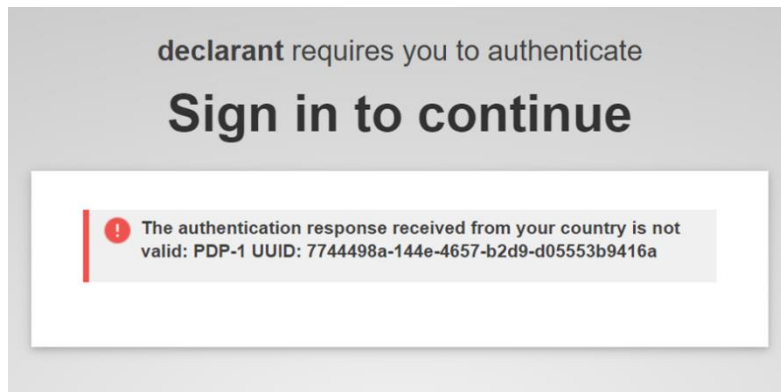 declarant requires you to authenticate
Sign in to continue
The authentication response received from your country is not
valid: PDP-1 UUID: 7744498a-144e-4657-b2d9-d05553b9416a